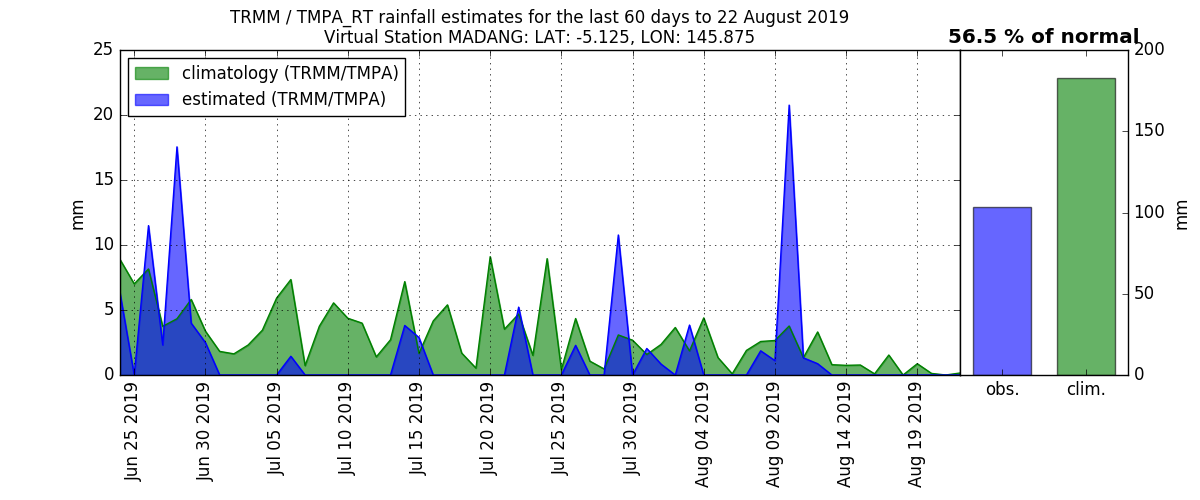 TRMM / TMPA_RT rainfall estimates for the last 60 days to 22 August 2019
Virtual Station MADANG: LAT: -5.125, LON: 145.875
56.5 % of normal
climatology (TRMM/TMPA)
estimated (TRMM/TMPA)
25
20
15
10
5
0
mm
Jun 25 2019
Jun 30 2019
Jul 05 2019
Jul 10 2019
Jul 15 2019
Jul 20 2019
Jul 25 2019
Jul 30 2019
Aug 04 2019
Aug 09 2019
Aug 14 2019
Aug 19 2019
200
150
100
50
0
mm
obs.
clim.